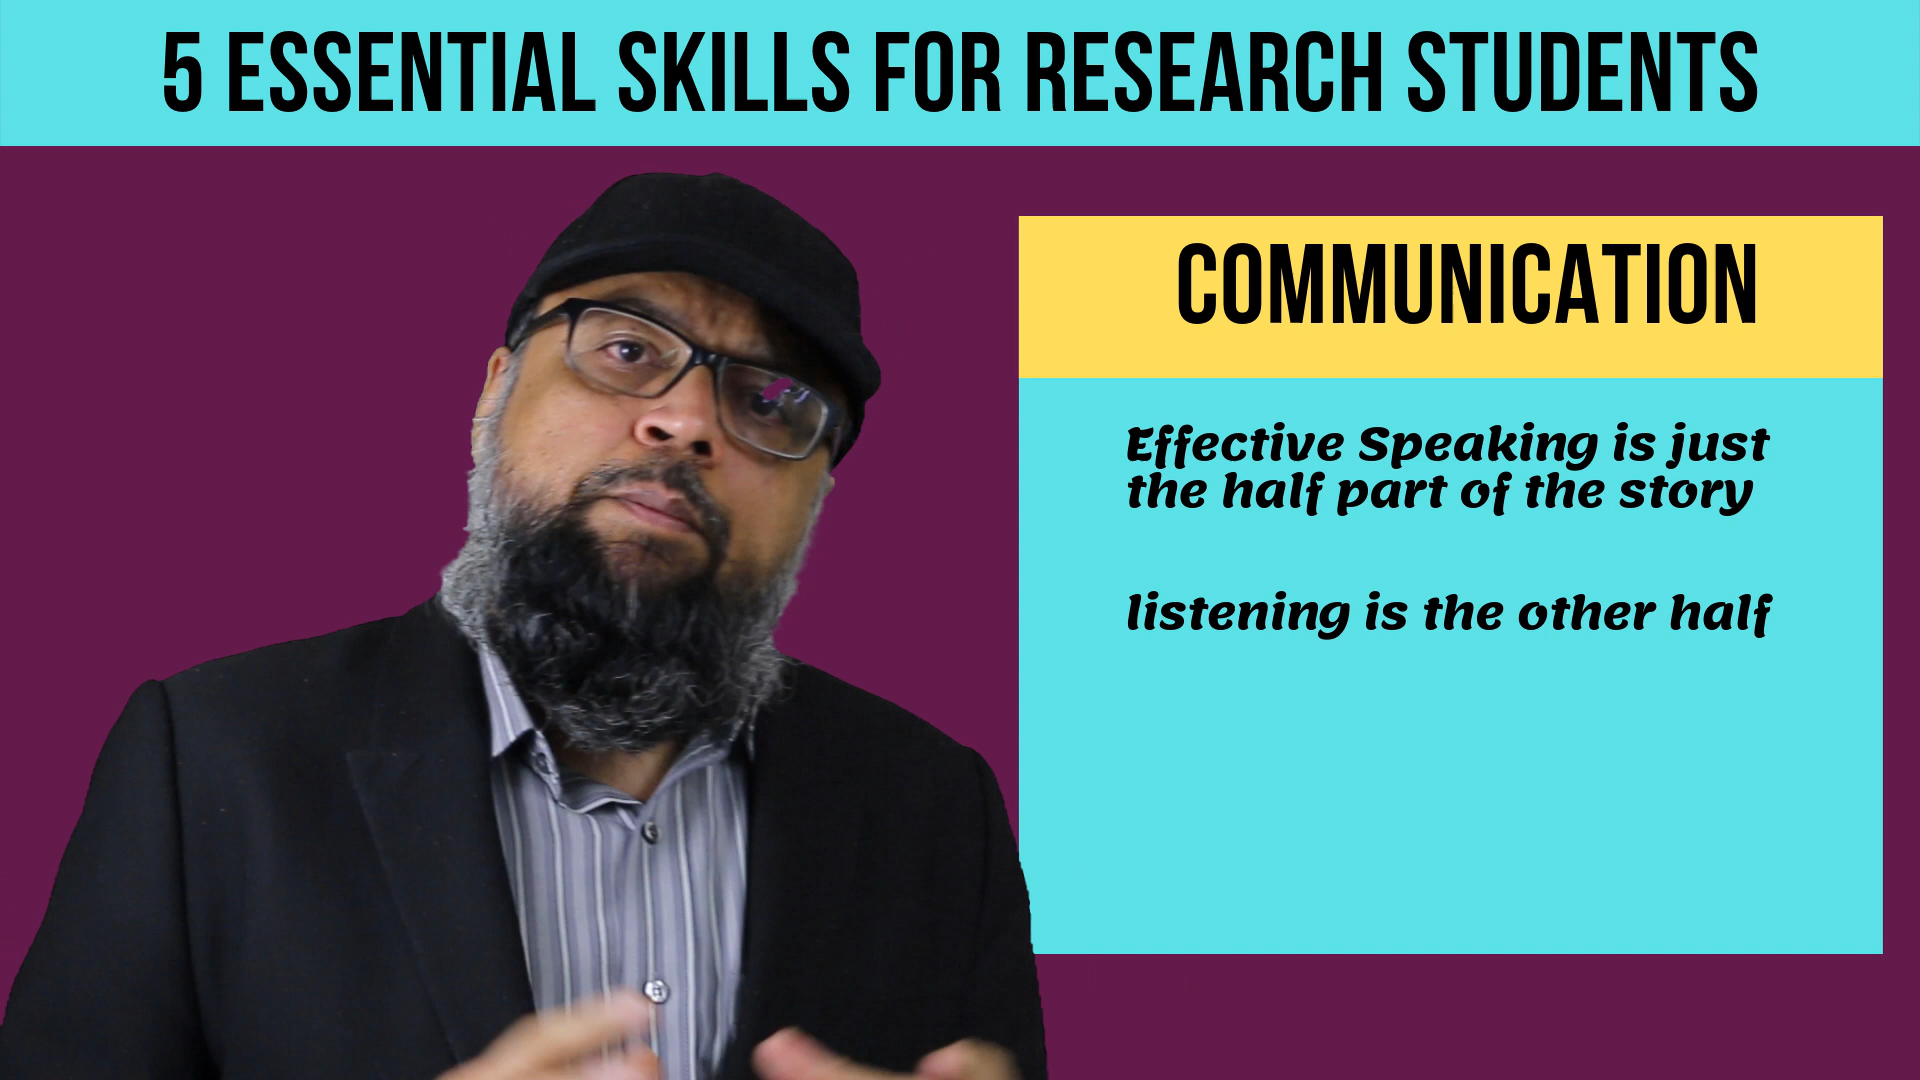 5 ESSENTIAL SKILLS FOR RESEARCH STUDENTS
COMMUNICATION
Effective Speaking is just
the half part of the story
listening is the other half